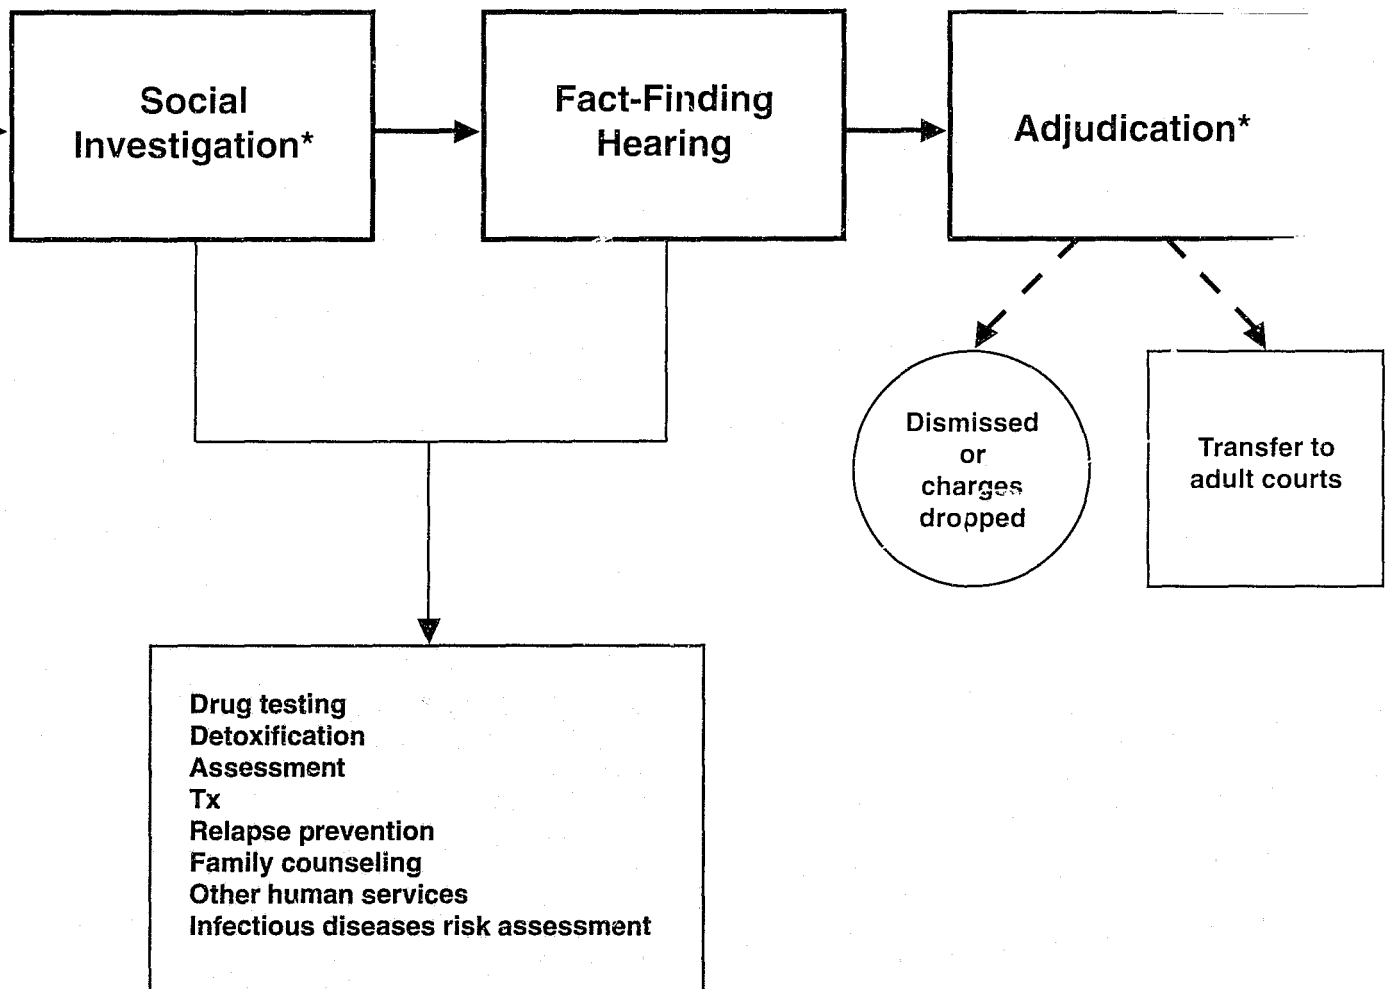 Social
Investigation*
Fact-Finding
Hearing
Adjudication*
Dismissed
or
charges
dropped
Transfer to
adult courts
Drug testing
Detoxification
Assessment
Tx
Relapse prevention
Family counseling
Other human services
Infectious diseases risk assessment